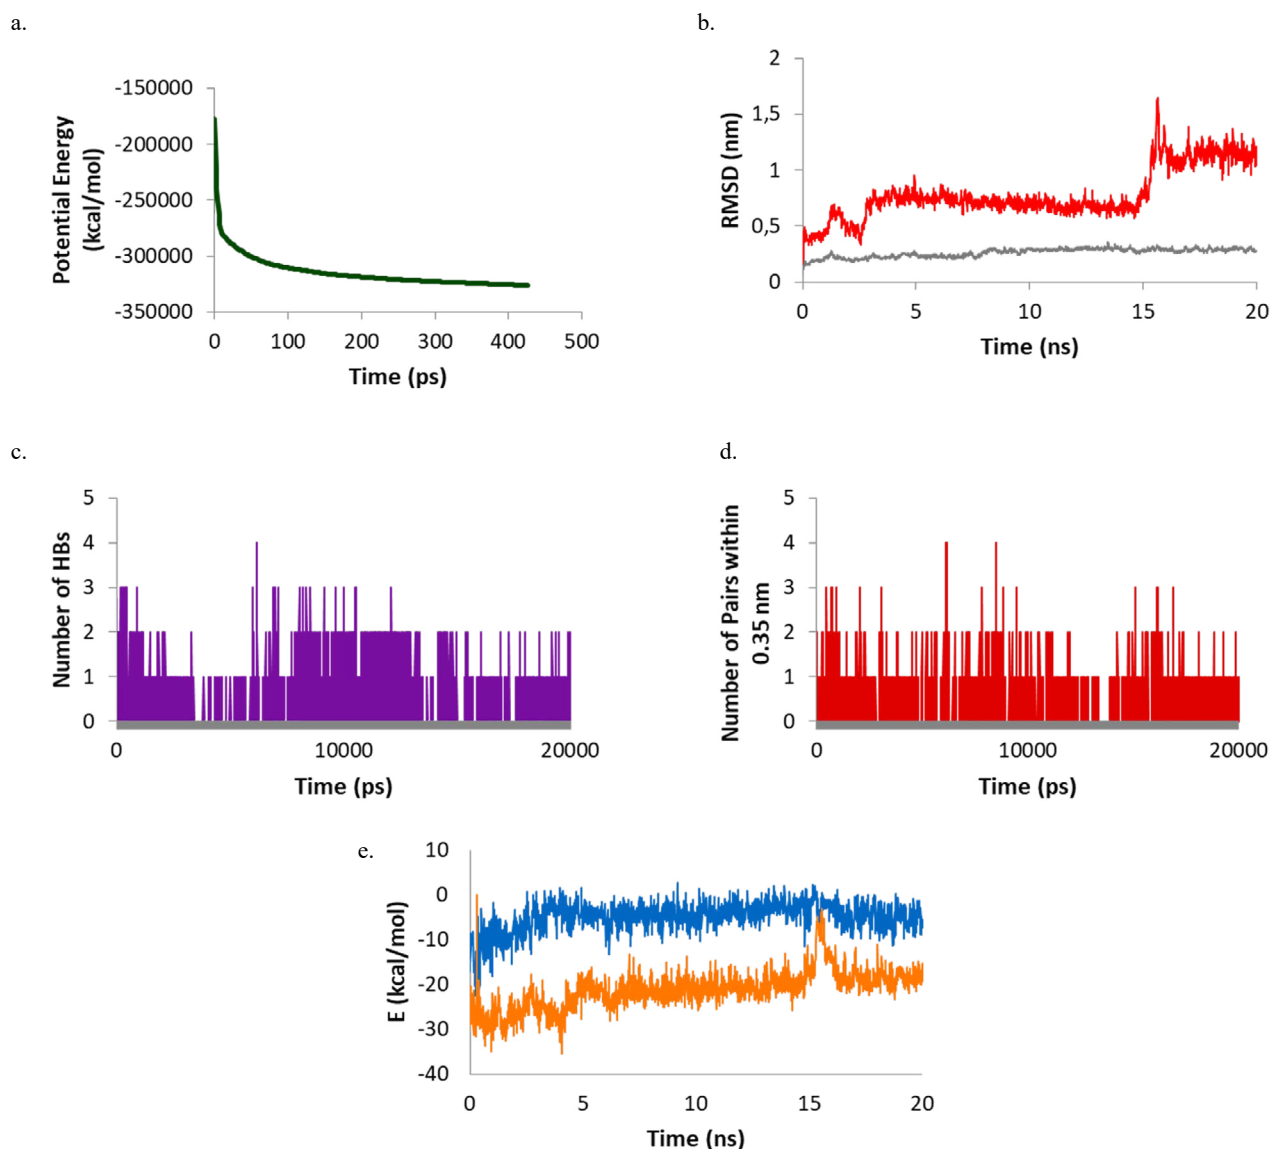 a.
Potential Energy
(kcal/mol)
-150000
-200000
-250000
-300000
-350000
0 100 200 300 400 500
Time (ps)
b.
RMSD (nm)
2
1,5
1
0,5
0
0 5 10 15 20
Time (ns)
c.
Number of HBs
5
4
3
2
1
0
0 10000 20000
Time (ps)
d.
Number of Pairs within
0.35 nm
5
4
3
2
1
0
0 10000 20000
Time (ps)
e.
E (kcal/mol)
10
0
-10
-20
-30
-40
0 5 10 15 20
Time (ns)